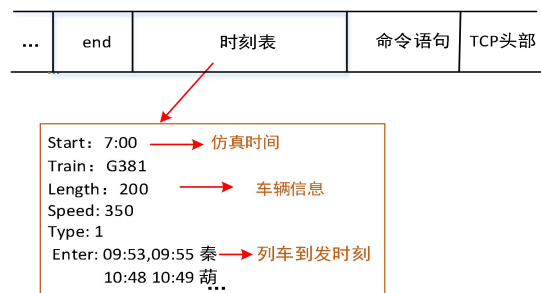 ... end 时刻表 命令语句 TCP头部
...
Start：7:00 仿真时间
Train：G381
Length：200 车辆信息
Speed: 350
Type: 1
Enter: 09:53,09:55 秦 列车到发时刻
10:48 10:49 葫
...